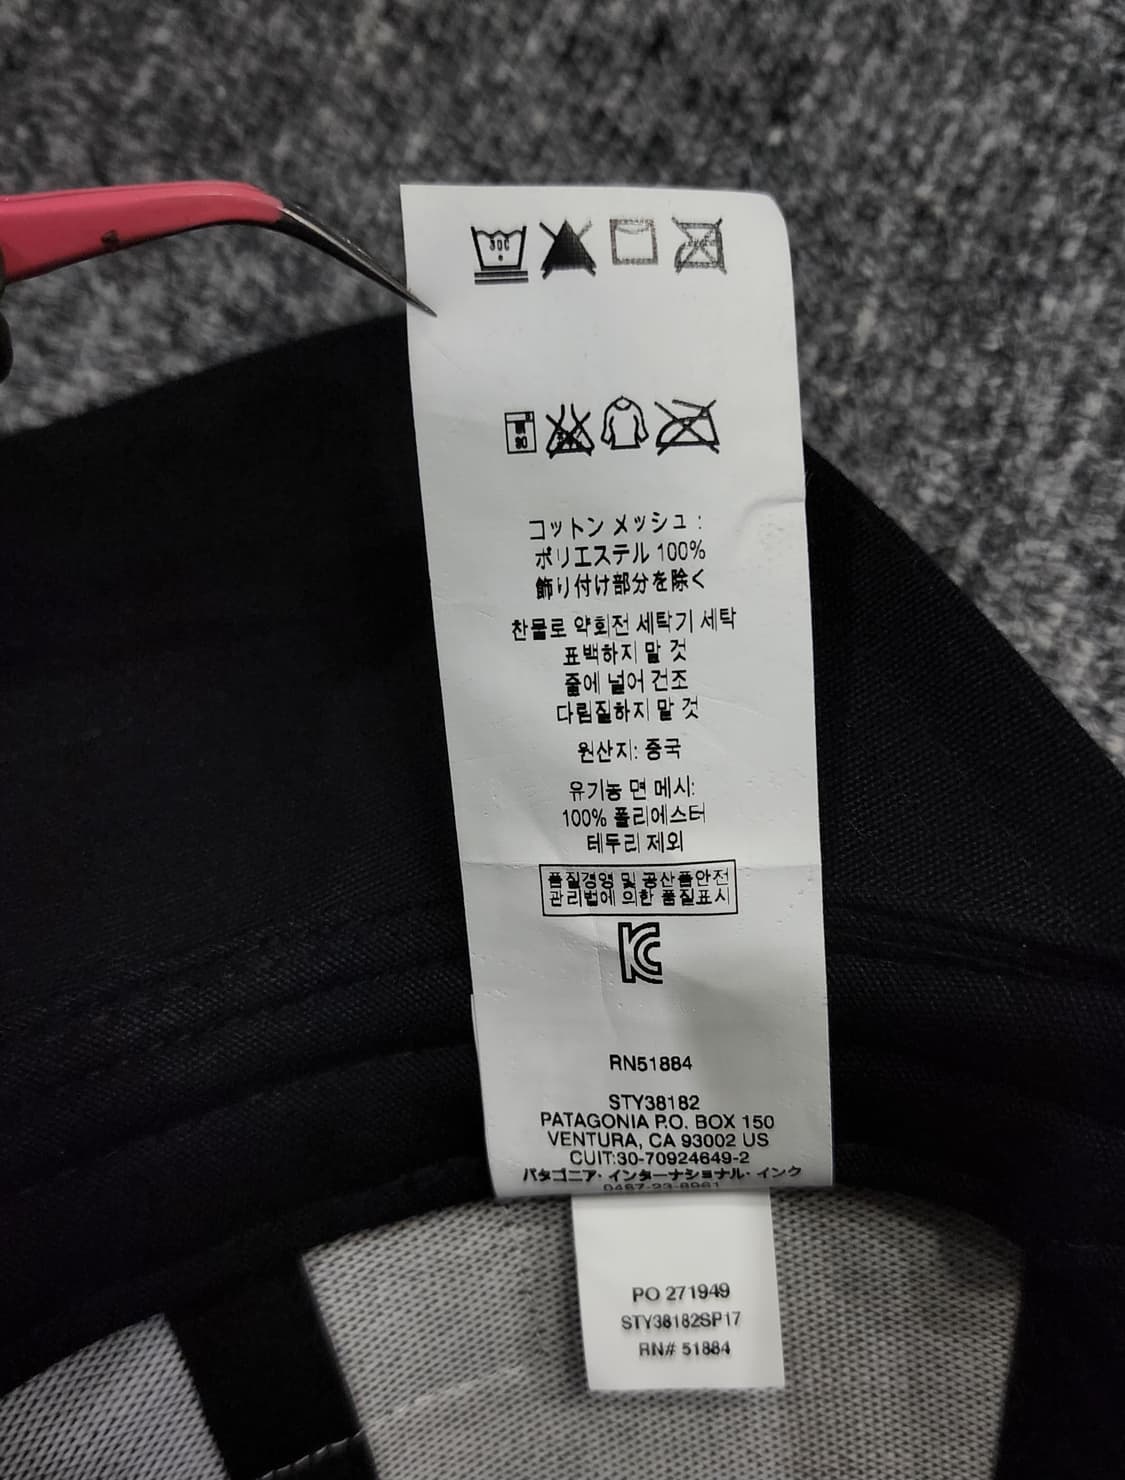 30C
コットン メッシュ :
ポリエステル 100%
飾り付け部分を除く
찬물로 약회전 세탁기 세탁
표백하지 말 것
줄에 널어 건조
다림질하지 말 것
원산지: 중국
유기농 면 메시:
100% 폴리에스터
테두리 제외
품질경영 및 공산품안전
관리법에 의한 품질표시
KC
RN51884
STY38182
PATAGONIA P.O. BOX 150
VENTURA, CA 93002 US
CUIT:30-70924649-2
パタゴニア・インターナショナル・インク
0467-23-8961
PO 271949
STY38182SP17
RN# 51884